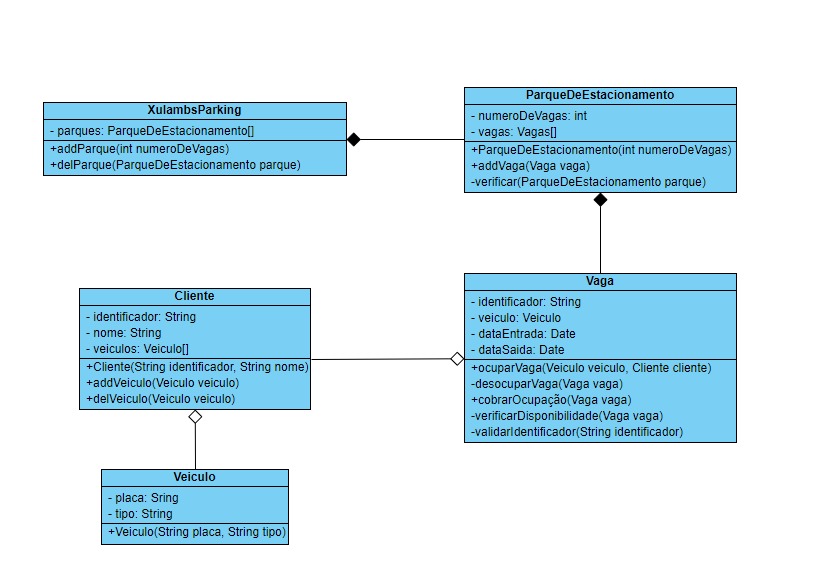 XulambsParking
- parques: ParqueDeEstacionamento[]
+addParque(int numeroDeVagas)
+delParque(ParqueDeEstacionamento parque)
ParqueDeEstacionamento
- numeroDeVagas: int
- vagas: Vagas[]
+ParqueDeEstacionamento(int numeroDeVagas)
+addVaga(Vaga vaga)
-verificar(ParqueDeEstacionamento parque)
Cliente
- identificador: String
- nome: String
- veiculos: Veiculo[]
+Cliente(String identificador, String nome)
+addVeiculo(Veiculo veiculo)
+delVeiculo(Veiculo veiculo)
Vaga
- identificador: String
- veiculo: Veiculo
- dataEntrada: Date
- dataSaida: Date
+ocuparVaga(Veiculo veiculo, Cliente cliente)
-desocuparVaga(Vaga vaga)
+cobrarOcupação(Vaga vaga)
-verificarDisponibilidade(Vaga vaga)
-validarIdentificador(String identificador)
Veiculo
- placa: Sring
- tipo: String
+Veiculo(String placa, String tipo)